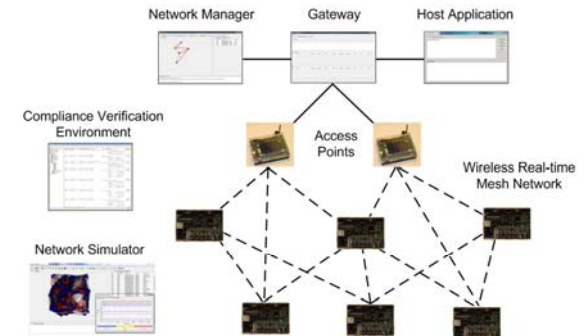 Network Manager
Gateway
Host Application
Compliance Verification
Environment
Access
Points
Wireless Real-time
Mesh Network
Network Simulator